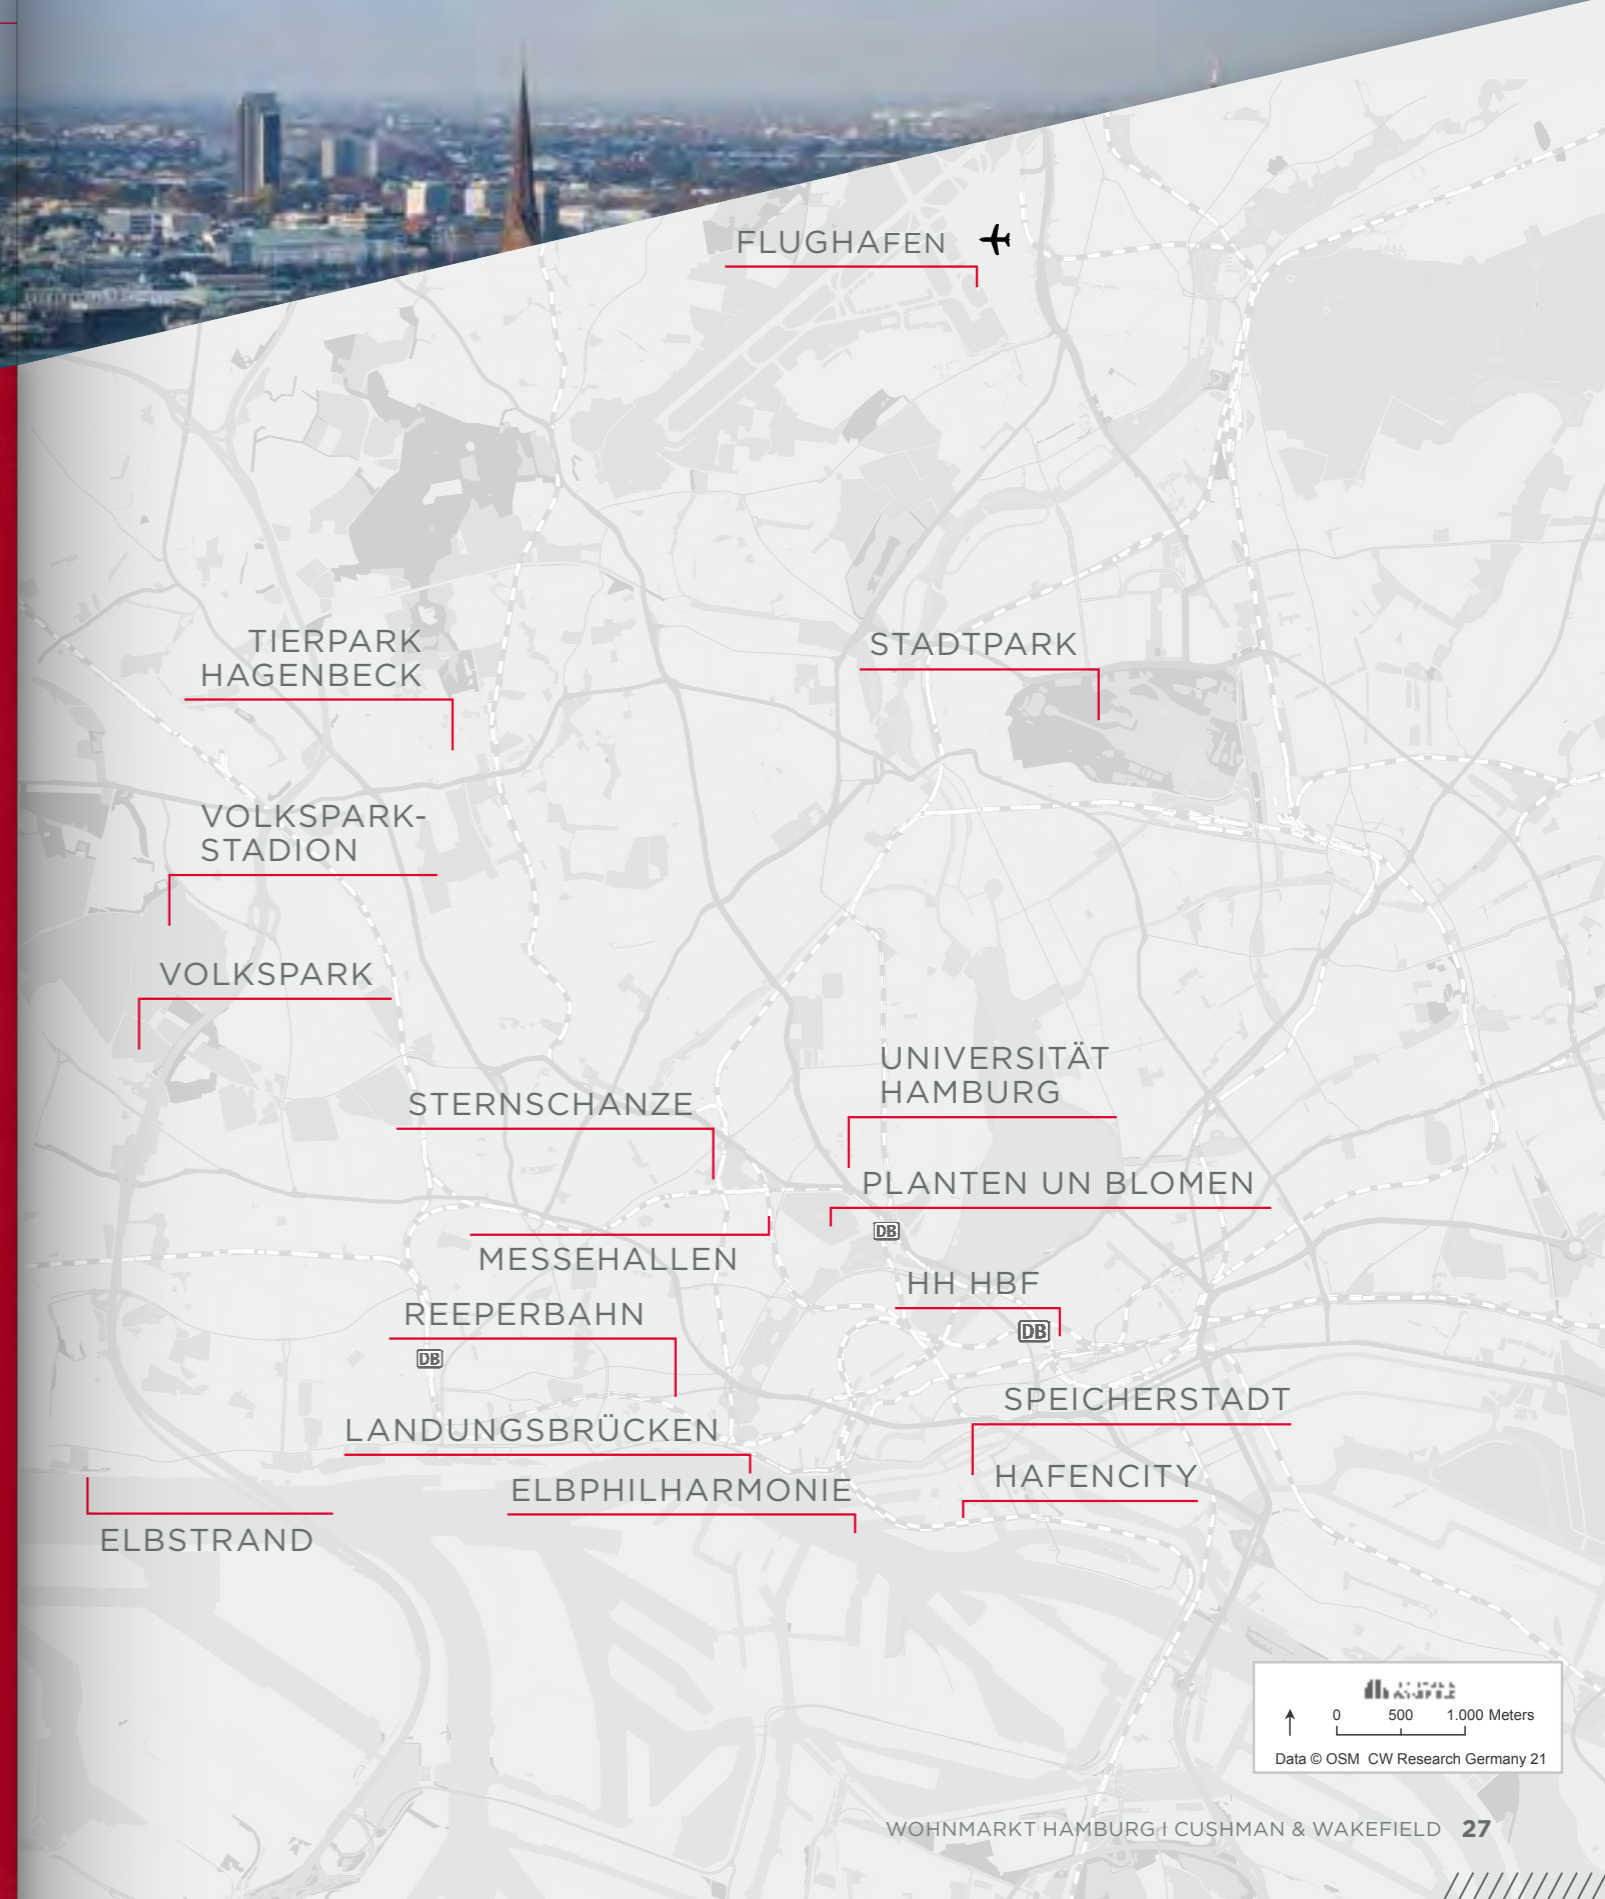 FLUGHAFEN
TIERPARK
HAGENBECK
STADTPARK
VOLKSPARK-
STADION
VOLKSPARK
UNIVERSITÄT
HAMBURG
STERNSCHANZE
PLANTEN UN BLOMEN
DB
MESSEHALLEN
HH HBF
DB
REEPERBAHN
DB
SPEICHERSTADT
LANDUNGSBRÜCKEN
HAFENCITY
ELBPHILHARMONIE
ELBSTRAND
0 500 1.000 Meters
Data © OSM CW Research Germany 21
WOHNMARKT HAMBURG I CUSHMAN & WAKEFIELD 27